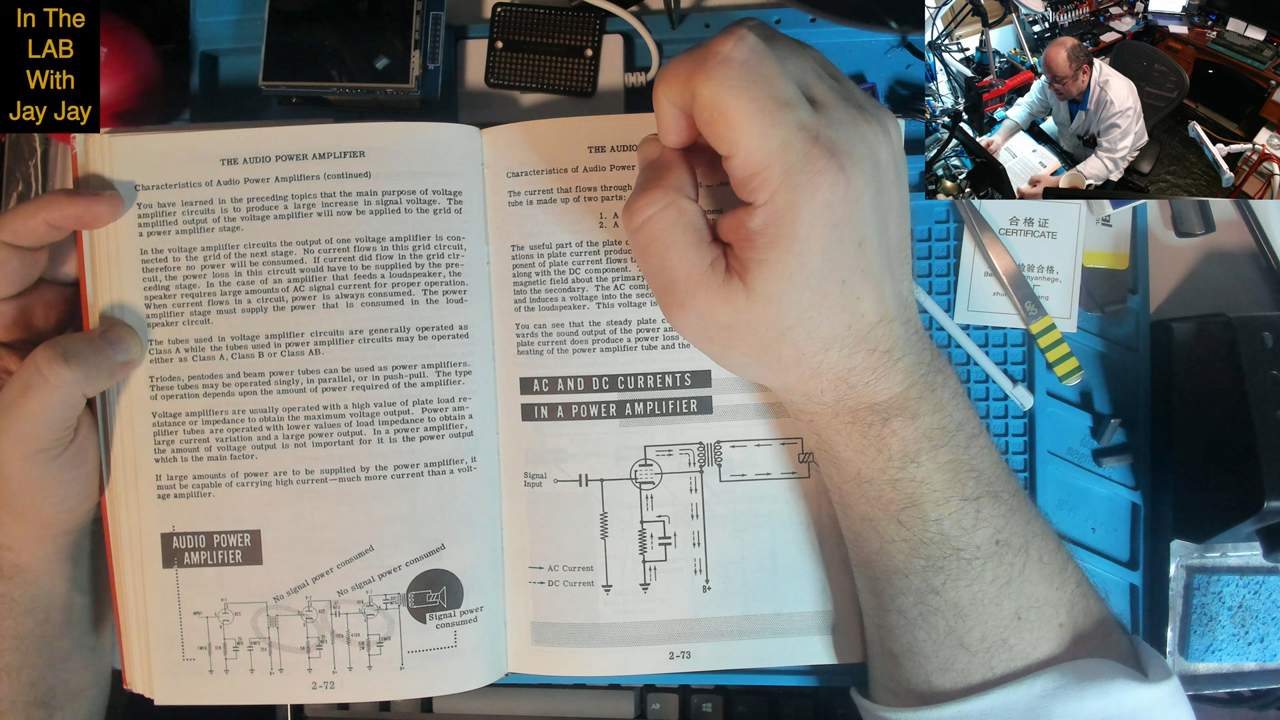 In The
LAB
With
Jay Jay
THE AUDIO POWER AMPLIFIER
Characteristics of Audio Power Amplifiers (continued)
You have learned in the preceding topics that the main purpose of voltage
amplifier circuits is to produce a large increase in signal voltage. The
amplified output of the voltage amplifier will now be applied to the grid of
a power amplifier stage.
In the voltage amplifier circuits the output of one voltage amplifier is con-
nected to the grid of the next stage. No current flows in this grid circuit,
therefore no power will be consumed. If current did flow in the grid cir-
cuit, the power loss in this circuit would have to be supplied by the pre-
ceding stage. In the case of an amplifier that feeds a loudspeaker, the
speaker requires large amounts of AC signal current for proper operation.
When current flows in a circuit, power is always consumed. The power
amplifier stage must supply the power that is consumed in the loud-
speaker circuit.
The tubes used in voltage amplifier circuits are generally operated as
Class A while the tubes used in power amplifier circuits may be operated
either as Class A, Class B or Class AB.
Triodes, pentodes and beam power tubes can be used as power amplifiers.
These tubes may be operated singly, in parallel, or in push-pull. The type
of operation depends upon the amount of power required of the amplifier.
Voltage amplifiers are usually operated with a high value of plate load re-
sistance or impedance to obtain the maximum voltage output. Power am-
plifier tubes are operated with lower values of load impedance to obtain a
large current variation and a large power output. In a power amplifier,
the amount of voltage output is not important for it is the power output
which is the main factor.
If large amounts of power are to be supplied by the power amplifier, it
must be capable of carrying high current—much more current than a volt-
age amplifier.
AUDIO POWER
AMPLIFIER
No signal power consumed
No signal power consumed
Signal power
consumed
2-72
THE AUDIO
Characteristics of Audio Power
The current that flows through
tube is made up of two parts:
1. A
2. A
The useful part of the plate c
ations in plate current produc
ponent of plate current flows t
along with the DC component.
magnetic field about the primary
into the secondary. The AC comp
and induces a voltage into the seco
of the loudspeaker. This voltage is
You can see that the steady plate c
wards the sound output of the power am
plate current does produce a power loss
heating of the power amplifier tube and the
AC AND DC CURRENTS
IN A POWER AMPLIFIER
Signal
Input
AC Current
DC Current
B+
2-73
合格证
CERTIFICATE
检验合格,